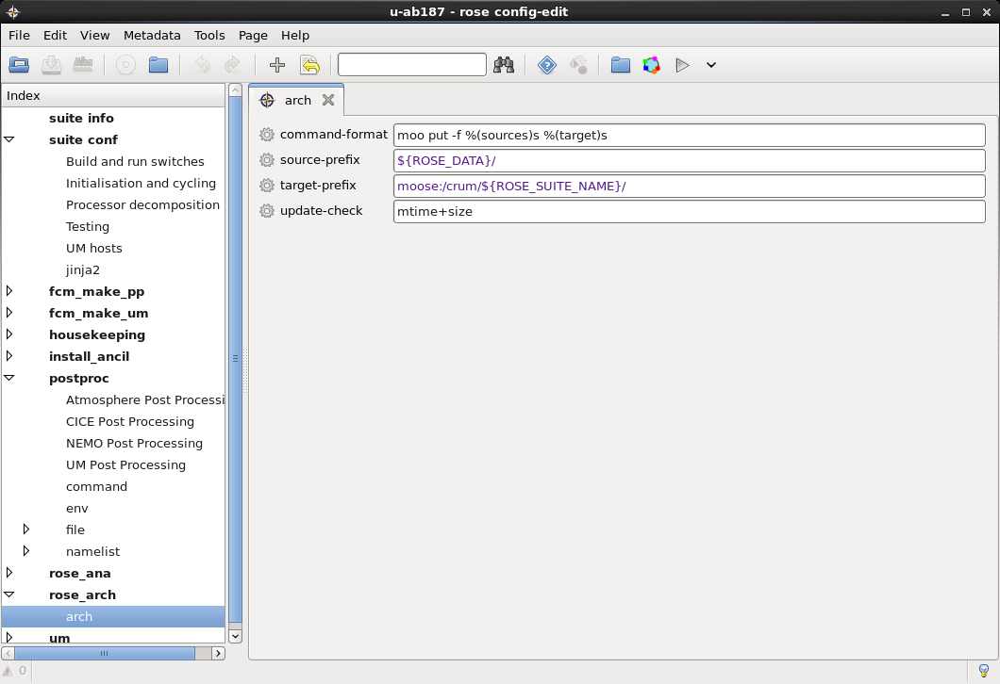 u-ab187 - rose config-edit
File Edit View Metadata Tools Page Help
Index
suite info
suite conf
Build and run switches
Initialisation and cycling
Processor decomposition
Testing
UM hosts
jinja2
fcm_make_pp
fcm_make_um
housekeeping
install_ancil
postproc
Atmosphere Post Processi
CICE Post Processing
NEMO Post Processing
UM Post Processing
command
env
file
namelist
rose_ana
rose_arch
arch
um
0
arch
command-format moo put -f %(sources)s %(target)s
source-prefix ${ROSE_DATA}/
target-prefix moose:/crum/${ROSE_SUITE_NAME}/
update-check mtime+size